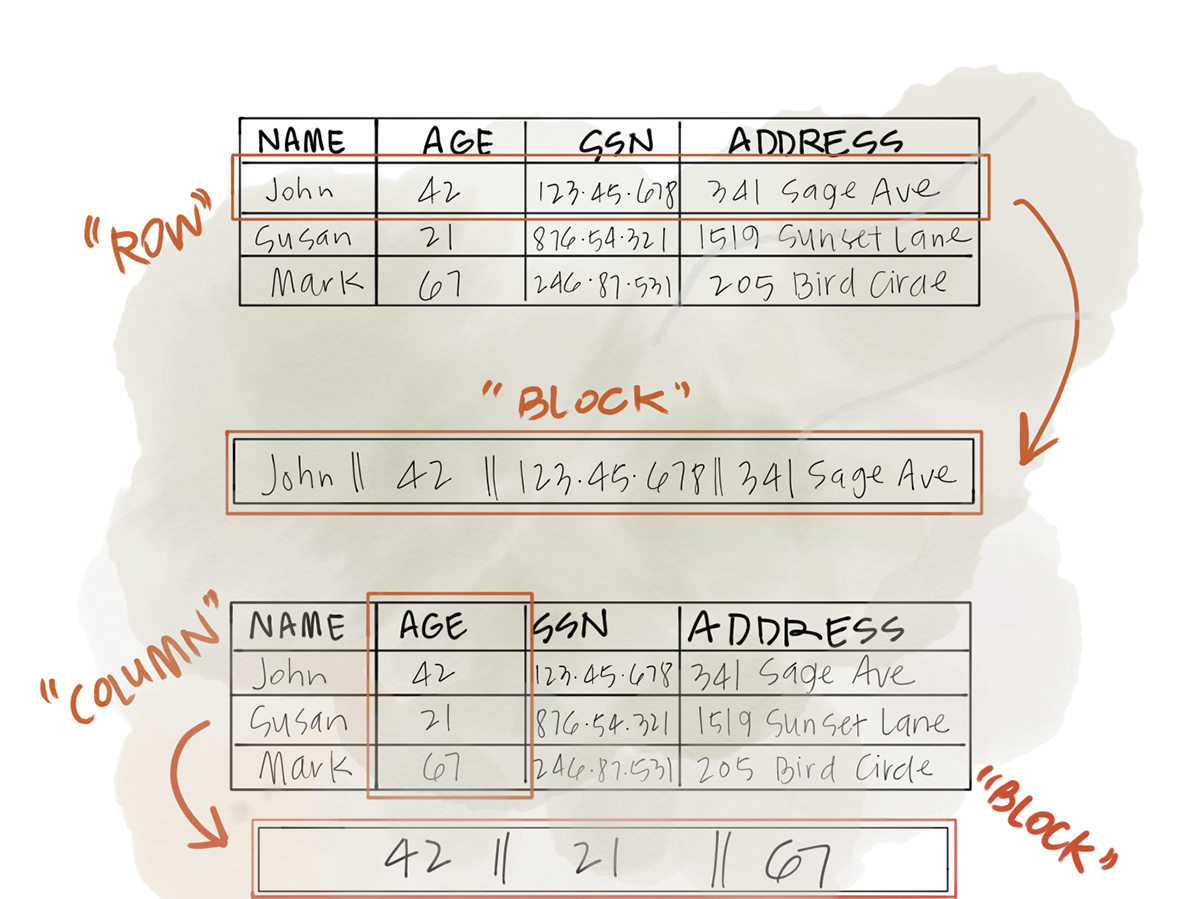 NAME AGE SSN ADDRESS
John 42 123.45.678 341 Sage Ave
"ROW"
Susan 21 876.54.321 1519 Sunset Lane
Mark 67 246.87.531 205 Bird Circle
"BLOCK"
John || 42 || 123.45.678 || 341 Sage Ave
"COLUMN"
NAME AGE SSN ADDRESS
John 42 123.45.678 341 Sage Ave
Susan 21 876.54.321 1519 Sunset Lane
Mark 67 246.87.531 205 Bird Circle
"BLOCK"
42 || 21 || 67